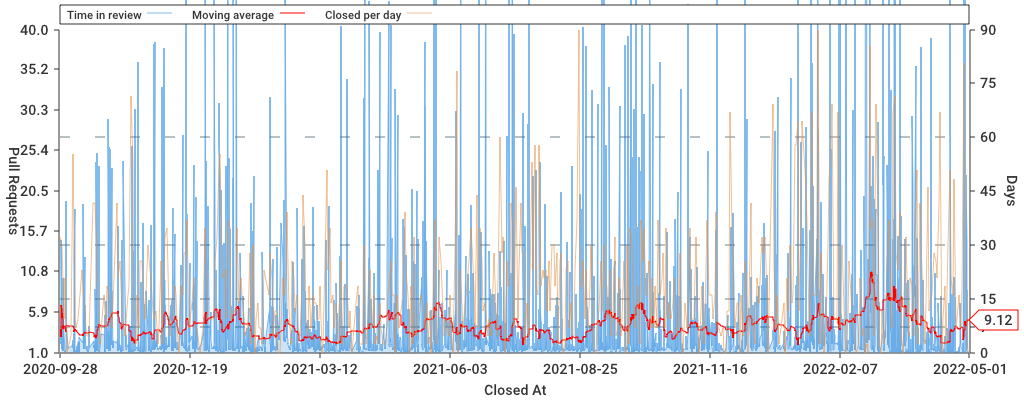 Time in review Moving average Closed per day
40.0 90
35.2 75
30.3
60
25.4
20.5 45
15.7 30
10.8
15
5.9 9.12
1.0 0
Pull Requests
Days
2020-09-28 2020-12-19 2021-03-12 2021-06-03 2021-08-25 2021-11-16 2022-02-07 2022-05-01
Closed At